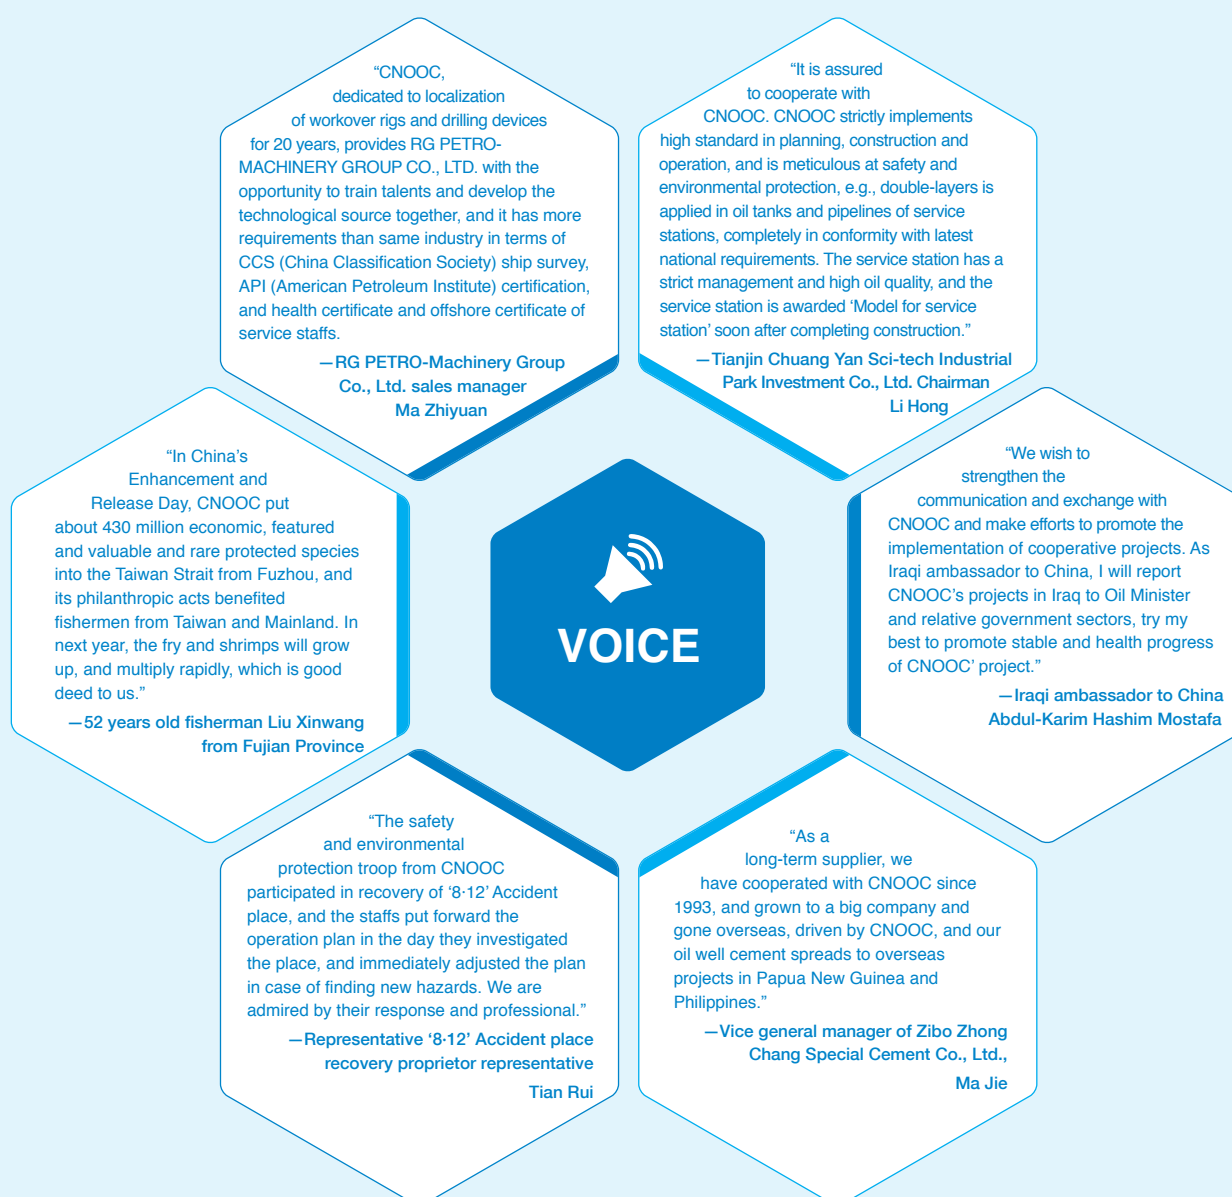 “CNOOC,
dedicated to localization
of workover rigs and drilling devices
for 20 years, provides RG PETRO-
MACHINERY GROUP CO., LTD. with the
opportunity to train talents and develop the
technological source together, and it has more
requirements than same industry in terms of
CCS (China Classification Society) ship survey,
API (American Petroleum Institute) certification,
and health certificate and offshore certificate of
service staffs.
—RG PETRO-Machinery Group
Co., Ltd. sales manager
Ma Zhiyuan
“It is assured
to cooperate with
CNOOC. CNOOC strictly implements
high standard in planning, construction and
operation, and is meticulous at safety and
environmental protection, e.g., double-layers is
applied in oil tanks and pipelines of service
stations, completely in conformity with latest
national requirements. The service station has a
strict management and high oil quality, and the
service station is awarded ‘Model for service
station’ soon after completing construction.”
—Tianjin Chuang Yan Sci-tech Industrial
Park Investment Co., Ltd. Chairman
Li Hong
“In China’s
Enhancement and
Release Day, CNOOC put
about 430 million economic, featured
and valuable and rare protected species
into the Taiwan Strait from Fuzhou, and
its philanthropic acts benefited
fishermen from Taiwan and Mainland. In
next year, the fry and shrimps will grow
up, and multiply rapidly, which is good
deed to us.”
—52 years old fisherman Liu Xinwang
from Fujian Province
VOICE
“We wish to
strengthen the
communication and exchange with
CNOOC and make efforts to promote the
implementation of cooperative projects. As
Iraqi ambassador to China, I will report
CNOOC’s projects in Iraq to Oil Minister
and relative government sectors, try my
best to promote stable and health progress
of CNOOC’ project.”
—Iraqi ambassador to China
Abdul-Karim Hashim Mostafa
“The safety
and environmental
protection troop from CNOOC
participated in recovery of ‘8·12’ Accident
place, and the staffs put forward the
operation plan in the day they investigated
the place, and immediately adjusted the plan
in case of finding new hazards. We are
admired by their response and professional.”
—Representative ‘8·12’ Accident place
recovery proprietor representative
Tian Rui
“As a
long-term supplier, we
have cooperated with CNOOC since
1993, and grown to a big company and
gone overseas, driven by CNOOC, and our
oil well cement spreads to overseas
projects in Papua New Guinea and
Philippines.”
—Vice general manager of Zibo Zhong
Chang Special Cement Co., Ltd.,
Ma Jie